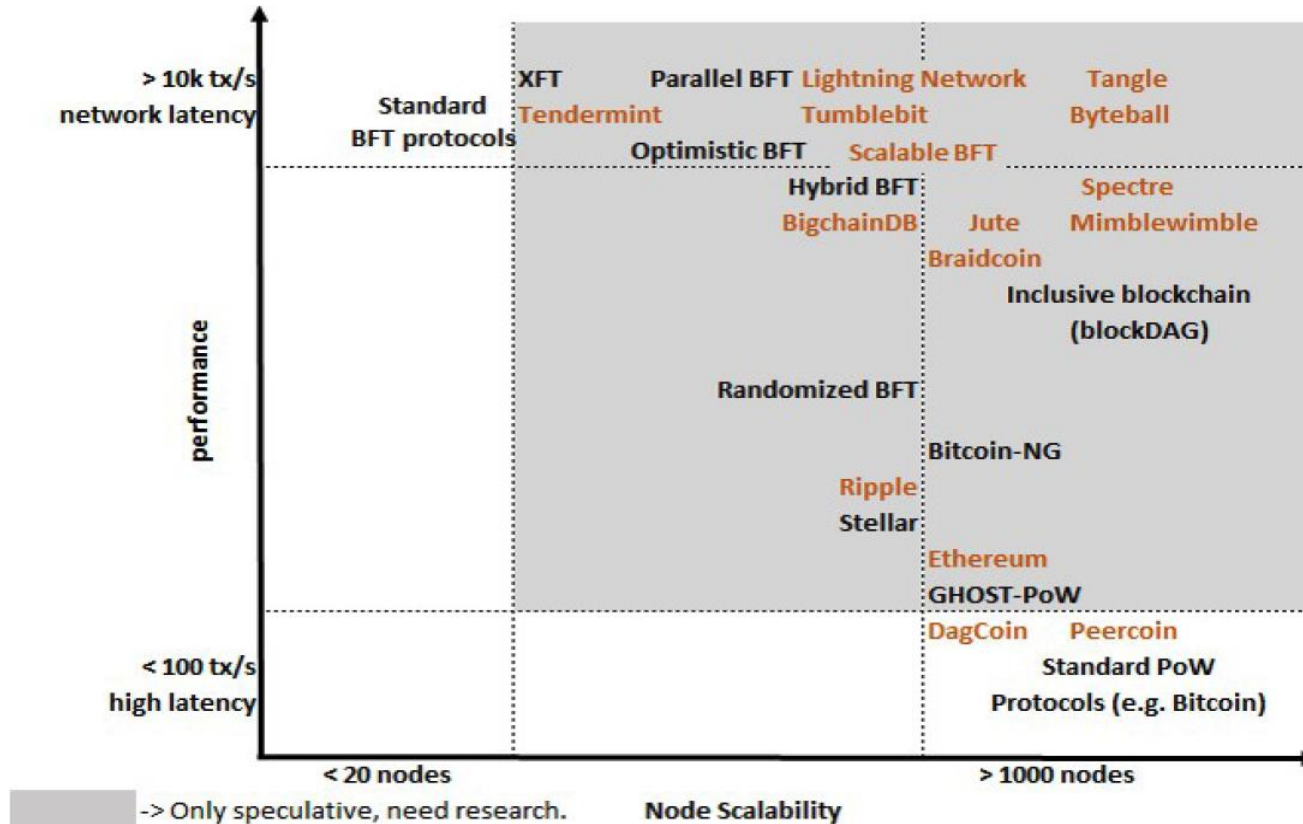 > 10k tx/s
network latency
Standard
BFT protocols
XFT
Parallel BFT
Lightning Network
Tangle
Tendermint
Tumblebit
Byteball
Optimistic BFT
Scalable BFT
Hybrid BFT
Spectre
BigchainDB
Jute
Mimblewimble
Braidcoin
Inclusive blockchain
(blockDAG)
performance
Randomized BFT
Bitcoin-NG
Ripple
Stellar
Ethereum
GHOST-PoW
DagCoin
Peercoin
< 100 tx/s
high latency
Standard PoW
Protocols (e.g. Bitcoin)
< 20 nodes
> 1000 nodes
-> Only speculative, need research.
Node Scalability